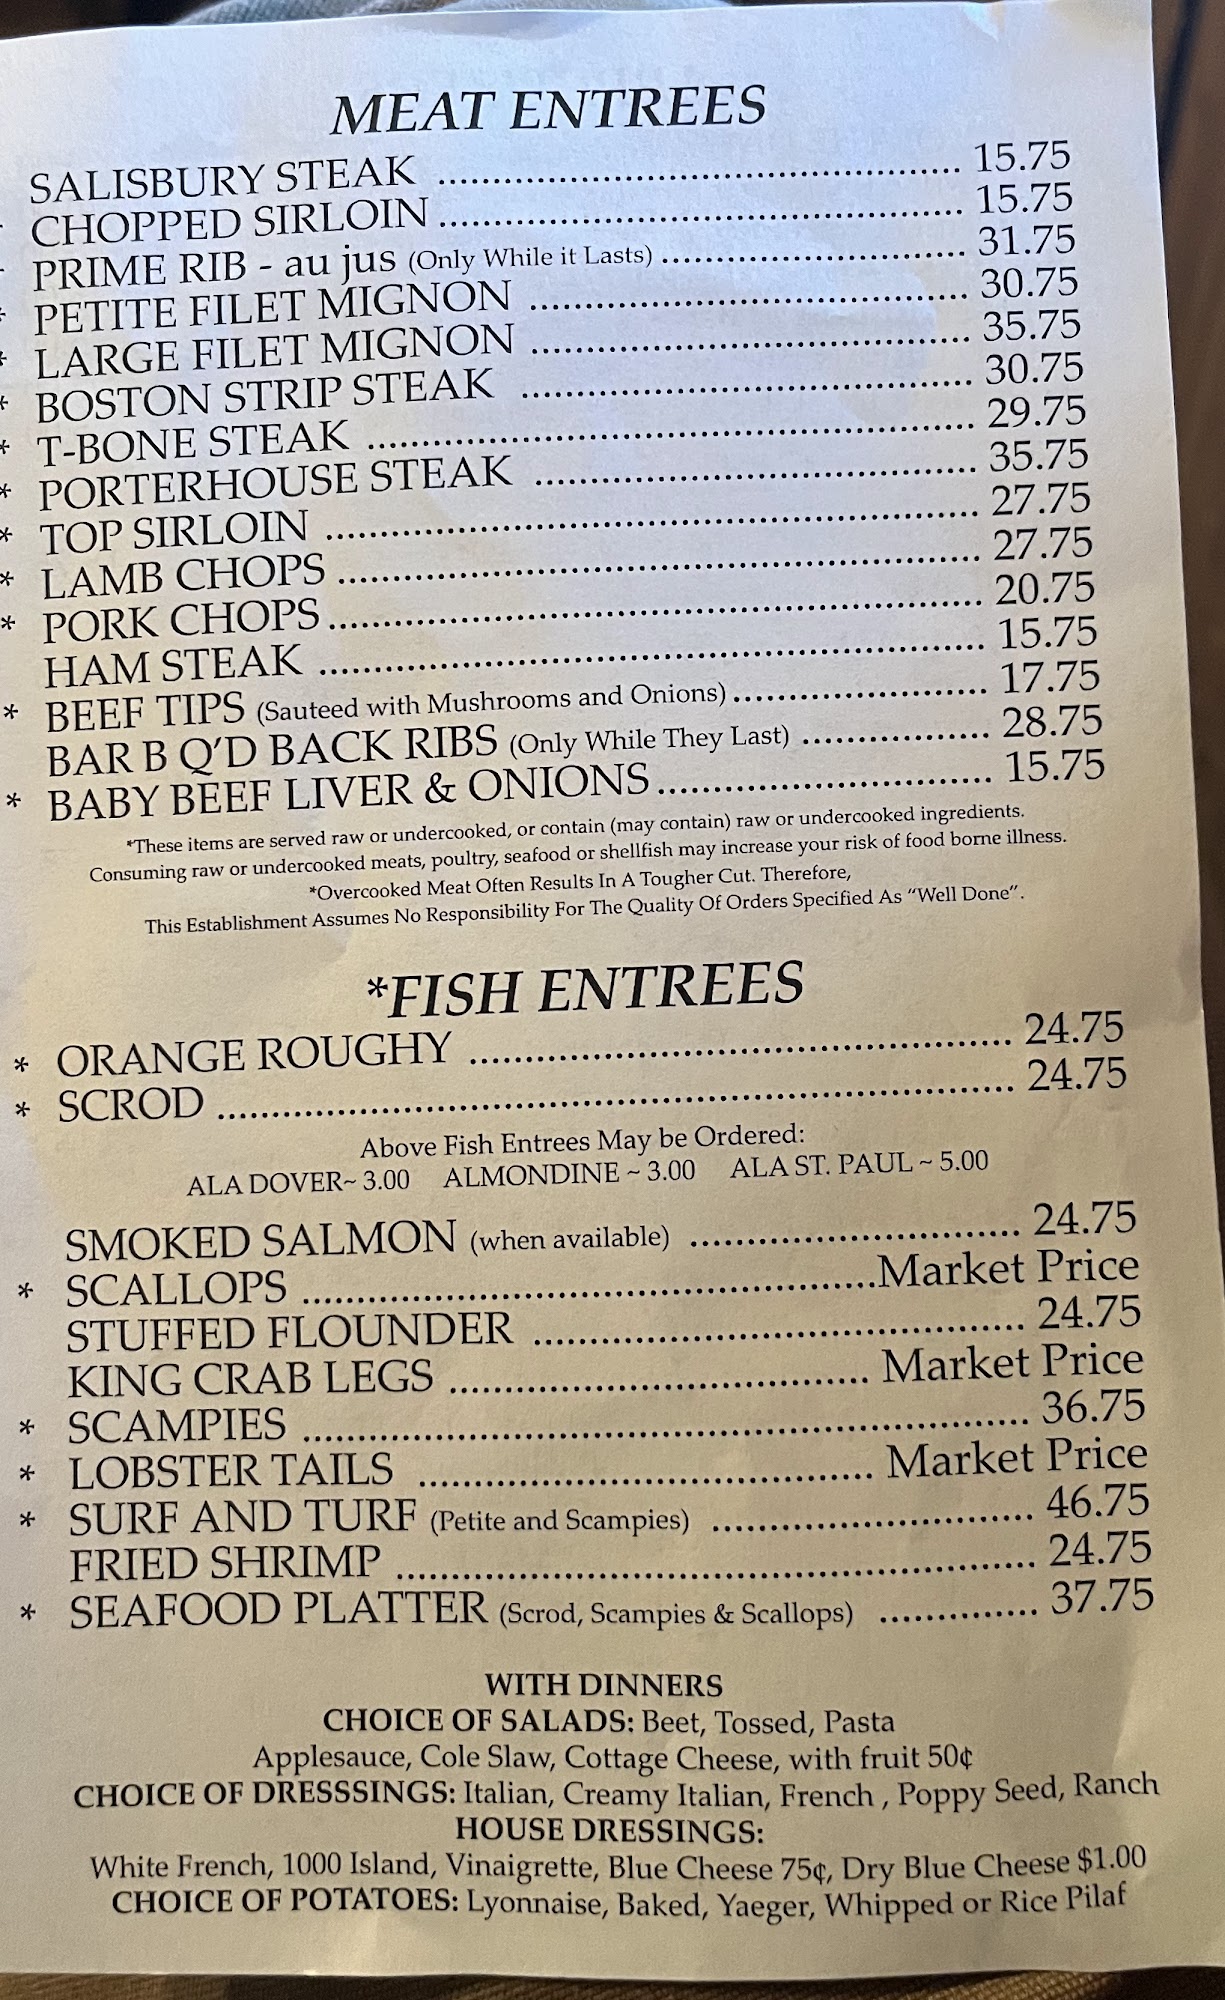 MEAT ENTREES
SALISBURY STEAK ........ 15.75
CHOPPED SIRLOIN ........ 15.75
PRIME RIB - au jus (Only While it Lasts) ........ 31.75
* PETITE FILET MIGNON ........ 30.75
* LARGE FILET MIGNON ........ 35.75
* BOSTON STRIP STEAK ........ 30.75
* T-BONE STEAK ........ 29.75
* PORTERHOUSE STEAK ........ 35.75
* TOP SIRLOIN ........ 27.75
* LAMB CHOPS ........ 27.75
* PORK CHOPS ........ 20.75
HAM STEAK ........ 15.75
* BEEF TIPS (Sauteed with Mushrooms and Onions) ........ 17.75
BAR B Q'D BACK RIBS (Only While They Last) ........ 28.75
* BABY BEEF LIVER & ONIONS ........ 15.75
*These items are served raw or undercooked, or contain (may contain) raw or undercooked ingredients.
Consuming raw or undercooked meats, poultry, seafood or shellfish may increase your risk of food borne illness.
*Overcooked Meat Often Results In A Tougher Cut. Therefore,
This Establishment Assumes No Responsibility For The Quality Of Orders Specified As "Well Done".
*FISH ENTREES
* ORANGE ROUGHY ........ 24.75
* SCROD ........ 24.75
Above Fish Entrees May be Ordered:
ALA DOVER~ 3.00 ALMONDINE ~ 3.00 ALA ST. PAUL ~ 5.00
SMOKED SALMON (when available) ........ 24.75
* SCALLOPS ........ Market Price
STUFFED FLOUNDER ........ 24.75
KING CRAB LEGS ........ Market Price
* SCAMPIES ........ 36.75
* LOBSTER TAILS ........ Market Price
* SURF AND TURF (Petite and Scampies) ........ 46.75
FRIED SHRIMP ........ 24.75
* SEAFOOD PLATTER (Scrod, Scampies & Scallops) ........ 37.75
WITH DINNERS
CHOICE OF SALADS: Beet, Tossed, Pasta
Applesauce, Cole Slaw, Cottage Cheese, with fruit 50¢
CHOICE OF DRESSSINGS: Italian, Creamy Italian, French , Poppy Seed, Ranch
HOUSE DRESSINGS:
White French, 1000 Island, Vinaigrette, Blue Cheese 75¢, Dry Blue Cheese $1.00
CHOICE OF POTATOES: Lyonnaise, Baked, Yaeger, Whipped or Rice Pilaf